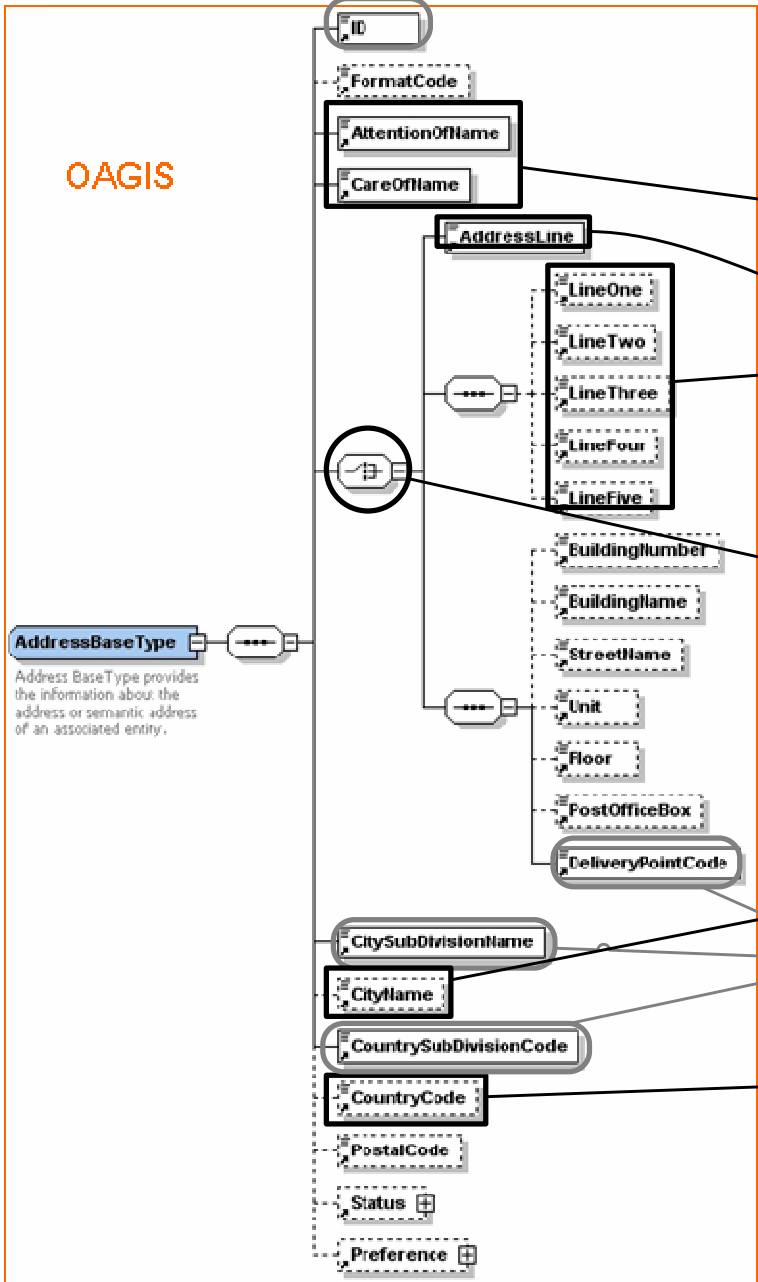 ID
FormatCode
AttentionOfName
OAGIS
CareOfName
AddressLine
LineOne
LineTwo
LineThree
LineFour
LineFive
BuildingNumber
BuildingName
StreetName
Unit
Floor
PostOfficeBox
DeliveryPointCode
AddressBaseType
Address BaseType provides
the information about the
address or semantic address
of an associated entity.
CitySubDivisionName
CityName
CountrySubDivisionCode
CountryCode
PostalCode
Status
Preference